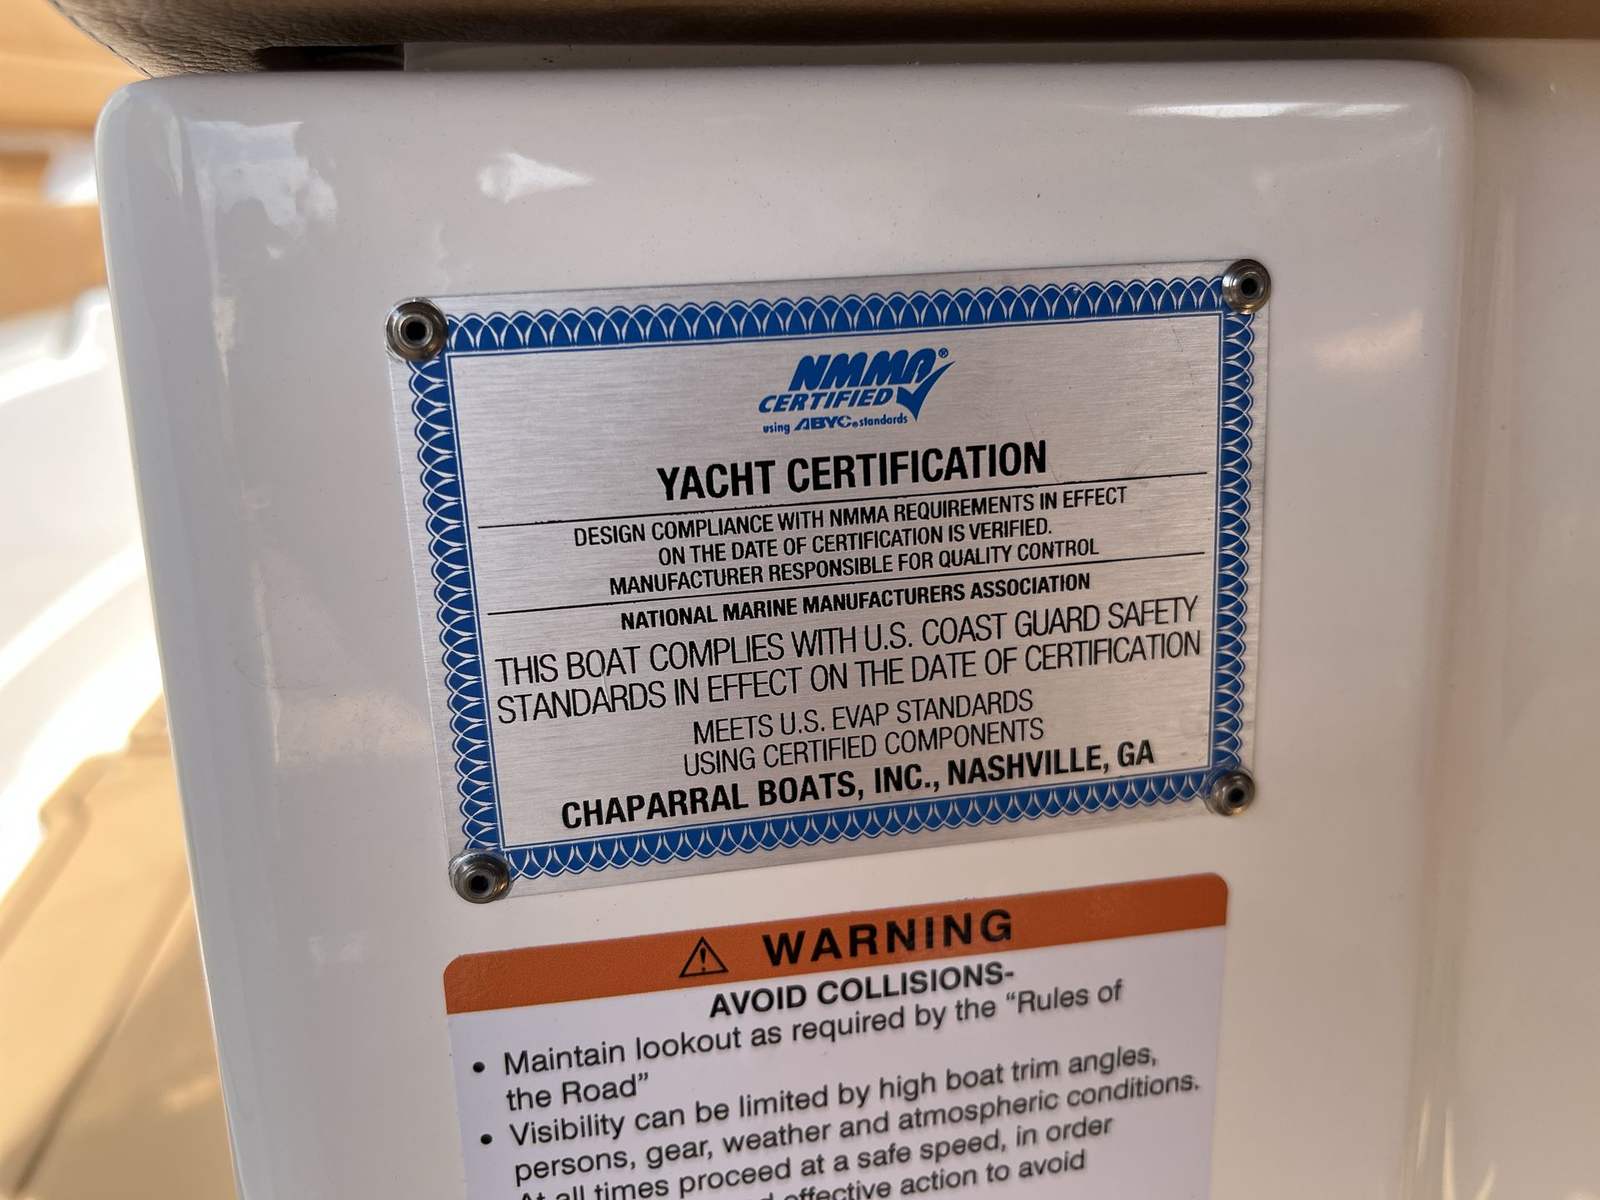 NMMA®
CERTIFIED
using ABYC® standards
YACHT CERTIFICATION
DESIGN COMPLIANCE WITH NMMA REQUIREMENTS IN EFFECT
ON THE DATE OF CERTIFICATION IS VERIFIED.
MANUFACTURER RESPONSIBLE FOR QUALITY CONTROL
NATIONAL MARINE MANUFACTURERS ASSOCIATION
THIS BOAT COMPLIES WITH U.S. COAST GUARD SAFETY
STANDARDS IN EFFECT ON THE DATE OF CERTIFICATION
MEETS U.S. EVAP STANDARDS
USING CERTIFIED COMPONENTS
CHAPARRAL BOATS, INC., NASHVILLE, GA
WARNING
AVOID COLLISIONS-
• Maintain lookout as required by the “Rules of
the Road”
• Visibility can be limited by high boat trim angles,
persons, gear, weather and atmospheric conditions.
At all times proceed at a safe speed, in order
effective action to avoid